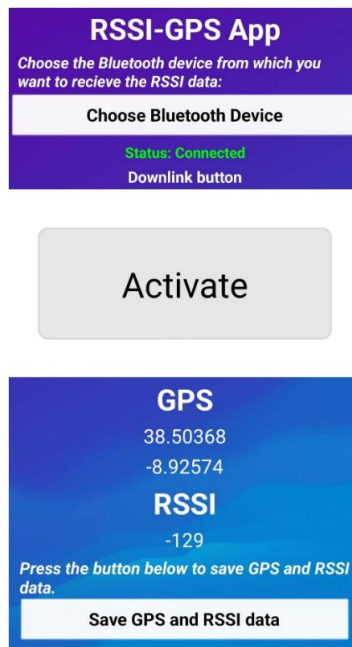 RSSI-GPS App
Choose the Bluetooth device from which you
want to recieve the RSSI data:
Choose Bluetooth Device
Status: Connected
Downlink button
Activate
GPS
38.50368
-8.92574
RSSI
-129
Press the button below to save GPS and RSSI
data.
Save GPS and RSSI data